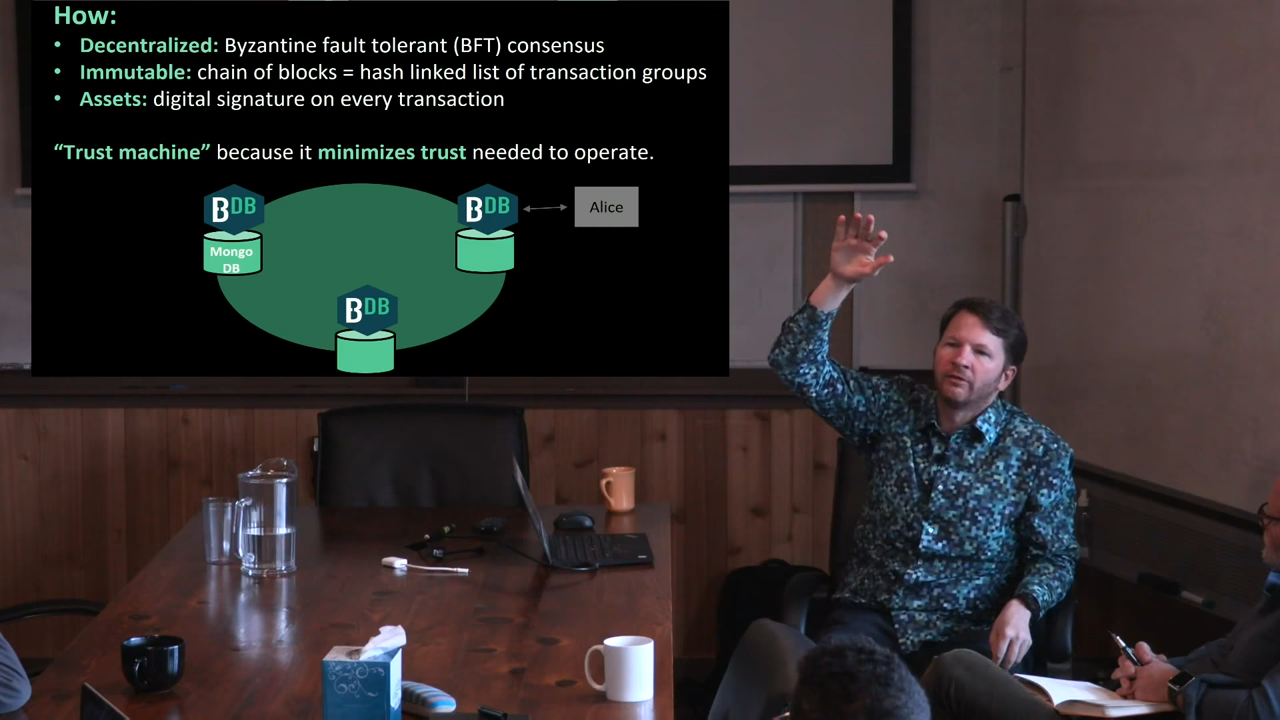 How:
• Decentralized: Byzantine fault tolerant (BFT) consensus
• Immutable: chain of blocks = hash linked list of transaction groups
• Assets: digital signature on every transaction
“Trust machine” because it minimizes trust needed to operate.
BDB
BDB
Alice
Mongo
DB
BDB